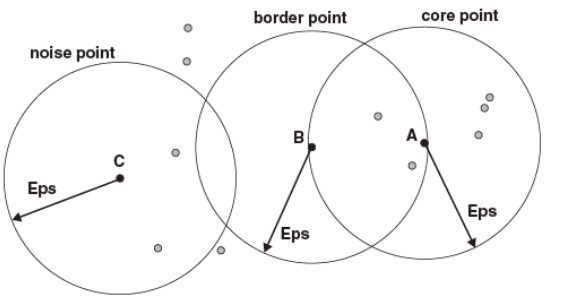 border point
core point
noise point
B
A
C
Eps
Eps
Eps